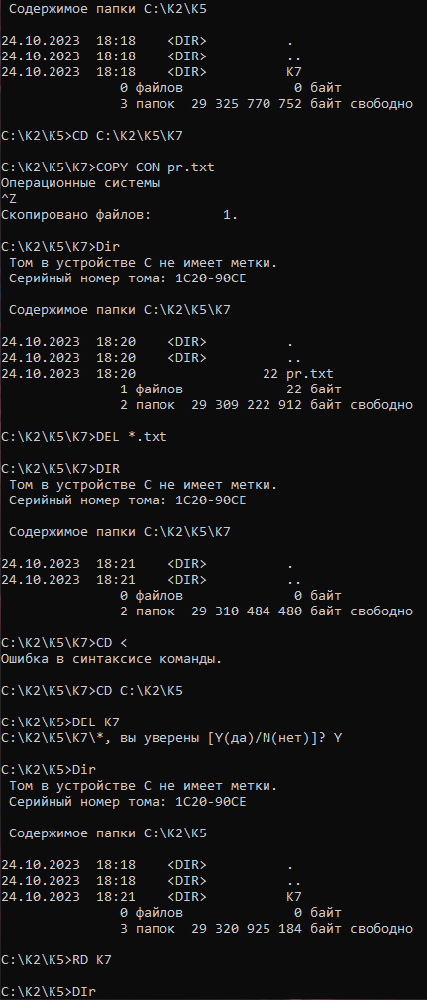 Содержимое папки C:\K2\K5
24.10.2023  18:18    <DIR>          .
24.10.2023  18:18    <DIR>          ..
24.10.2023  18:18    <DIR>          K7
               0 файлов              0 байт
               3 папок  29 325 770 752 байт свободно
C:\K2\K5>CD C:\K2\K5\K7
C:\K2\K5\K7>COPY CON pr.txt
Операционные системы
^Z
Скопировано файлов:         1.
C:\K2\K5\K7>Dir
 Том в устройстве C не имеет метки.
 Серийный номер тома: 1C20-90CE
 Содержимое папки C:\K2\K5\K7
24.10.2023  18:20    <DIR>          .
24.10.2023  18:20    <DIR>          ..
24.10.2023  18:20                22 pr.txt
               1 файлов             22 байт
               2 папок  29 309 222 912 байт свободно
C:\K2\K5\K7>DEL *.txt
C:\K2\K5\K7>DIR
 Том в устройстве C не имеет метки.
 Серийный номер тома: 1C20-90CE
 Содержимое папки C:\K2\K5\K7
24.10.2023  18:21    <DIR>          .
24.10.2023  18:21    <DIR>          ..
               0 файлов              0 байт
               2 папок  29 310 484 480 байт свободно
C:\K2\K5\K7>CD <
Ошибка в синтаксисе команды.
C:\K2\K5\K7>CD C:\K2\K5
C:\K2\K5>DEL K7
C:\K2\K5\K7\*, вы уверены [Y(да)/N(нет)]? Y
C:\K2\K5>Dir
 Том в устройстве C не имеет метки.
 Серийный номер тома: 1C20-90CE
 Содержимое папки C:\K2\K5
24.10.2023  18:18    <DIR>          .
24.10.2023  18:18    <DIR>          ..
24.10.2023  18:21    <DIR>          K7
               0 файлов              0 байт
               3 папок  29 320 925 184 байт свободно
C:\K2\K5>RD K7
C:\K2\K5>DIr